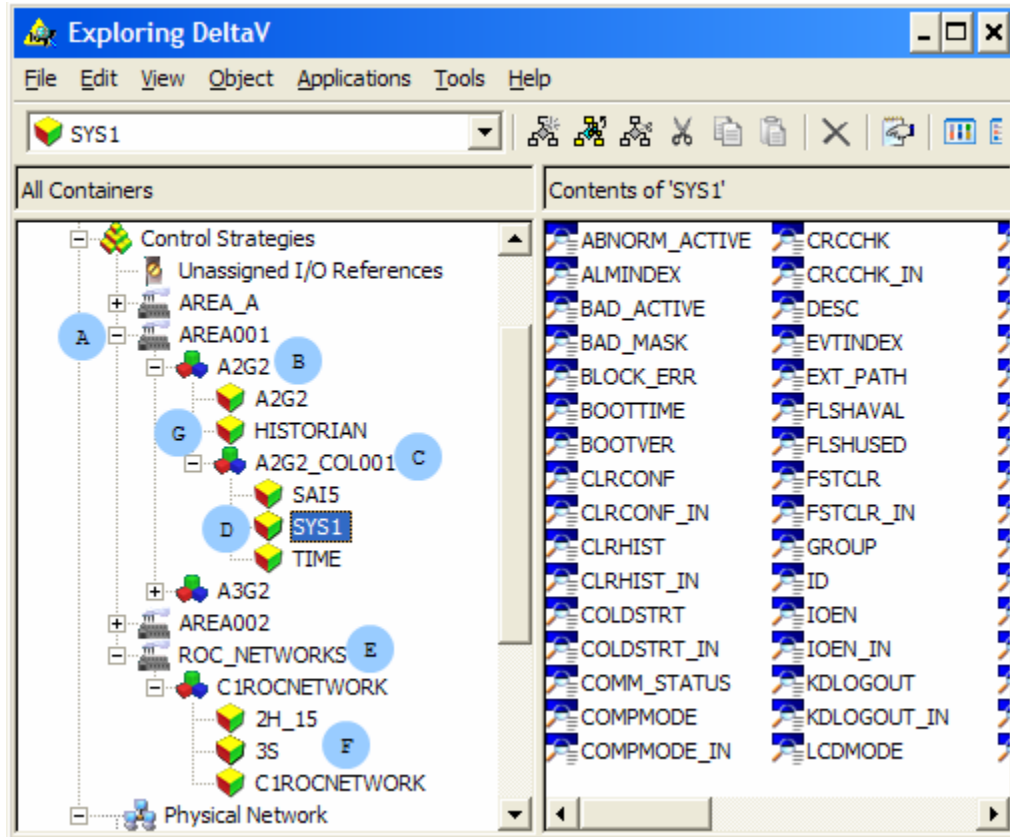 Exploring DeltaV
File Edit View Object Applications Tools Help
SYS1
All Containers
Contents of 'SYS1'
Control Strategies
Unassigned I/O References
AREA_A
A
AREA001
A2G2
B
A2G2
G
HISTORIAN
A2G2_COL001
C
SAI5
D
SYS1
TIME
A3G2
AREA002
ROC_NETWORKS
E
C1ROCNETWORK
2H_15
3S
F
C1ROCNETWORK
Physical Network
ABNORM_ACTIVE
ALMINDEX
BAD_ACTIVE
BAD_MASK
BLOCK_ERR
BOOTTIME
BOOTVER
CLRCONF
CLRCONF_IN
CLRHIST
CLRHIST_IN
COLDSTRT
COLDSTRT_IN
COMM_STATUS
COMPMODE
COMPMODE_IN
CRCCHK
CRCCHK_IN
DESC
EVTINDEX
EXT_PATH
FLSHAVAL
FLSHUSED
FSTCLR
FSTCLR_IN
GROUP
ID
IOEN
IOEN_IN
KDLOGOUT
KDLOGOUT_IN
LCDMODE